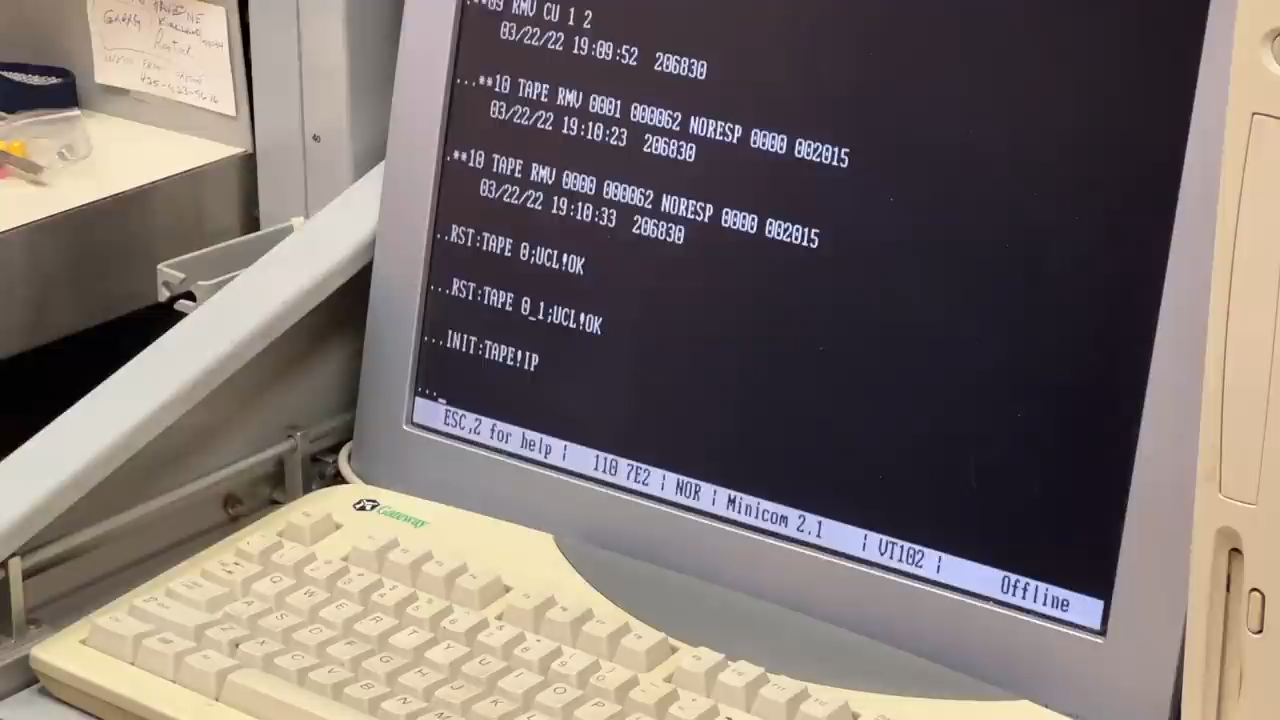 RMV CU 1 2
03/22/22 19:09:52 206830
...**10 TAPE RMV 0001 000062 NORESP 0000 002015
03/22/22 19:10:23 206830
.**10 TAPE RMV 0000 000062 NORESP 0000 002015
03/22/22 19:10:33 206830
..RST:TAPE 0;UCL!OK
...RST:TAPE 0_1;UCL!OK
...INIT:TAPE!IP
..._
ESC,Z for help | 110 7E2 | NOR | Minicom 2.1 | VT102 | Offline
Gateway
Q W E R T Y U I O P
A S D F G H J K
Z X C V B N